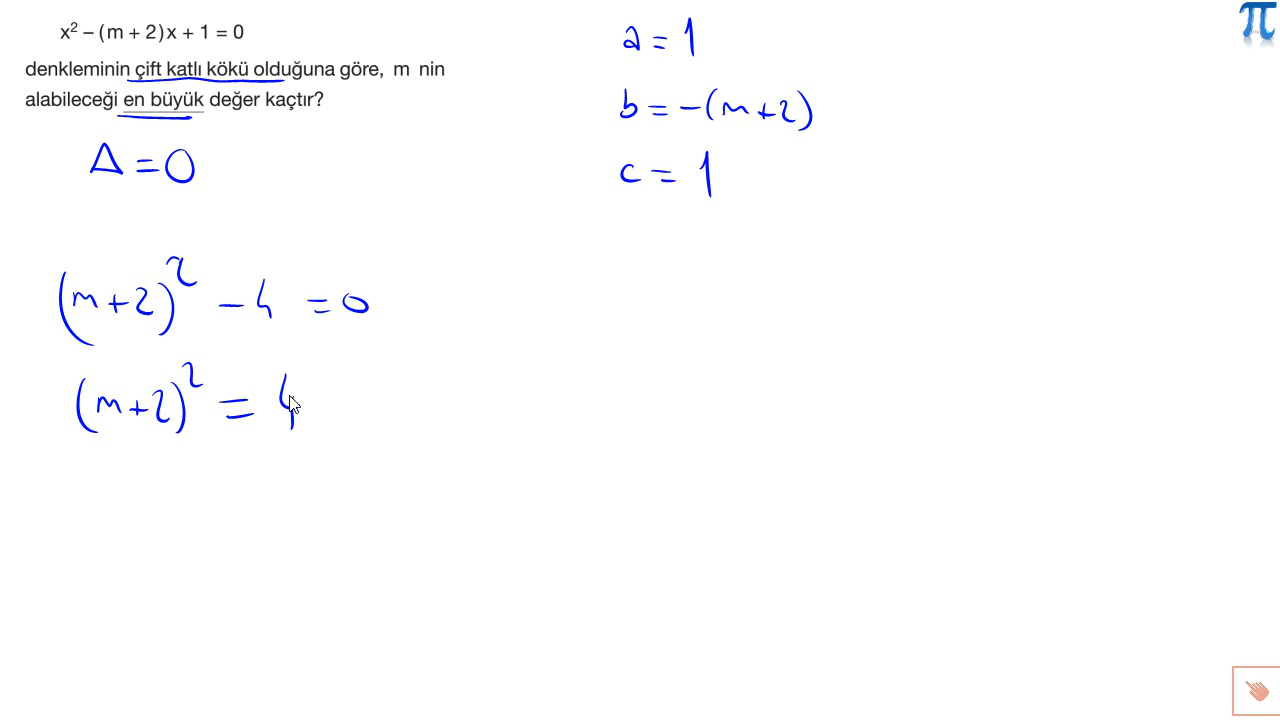 x² – (m + 2)x + 1 = 0
denkleminin çift katlı kökü olduğuna göre, m nin
alabileceği en büyük değer kaçtır?
Δ = 0
(m+2)² – 4 = 0
(m+2)² = 4
a = 1
b = –(m+2)
c = 1
π